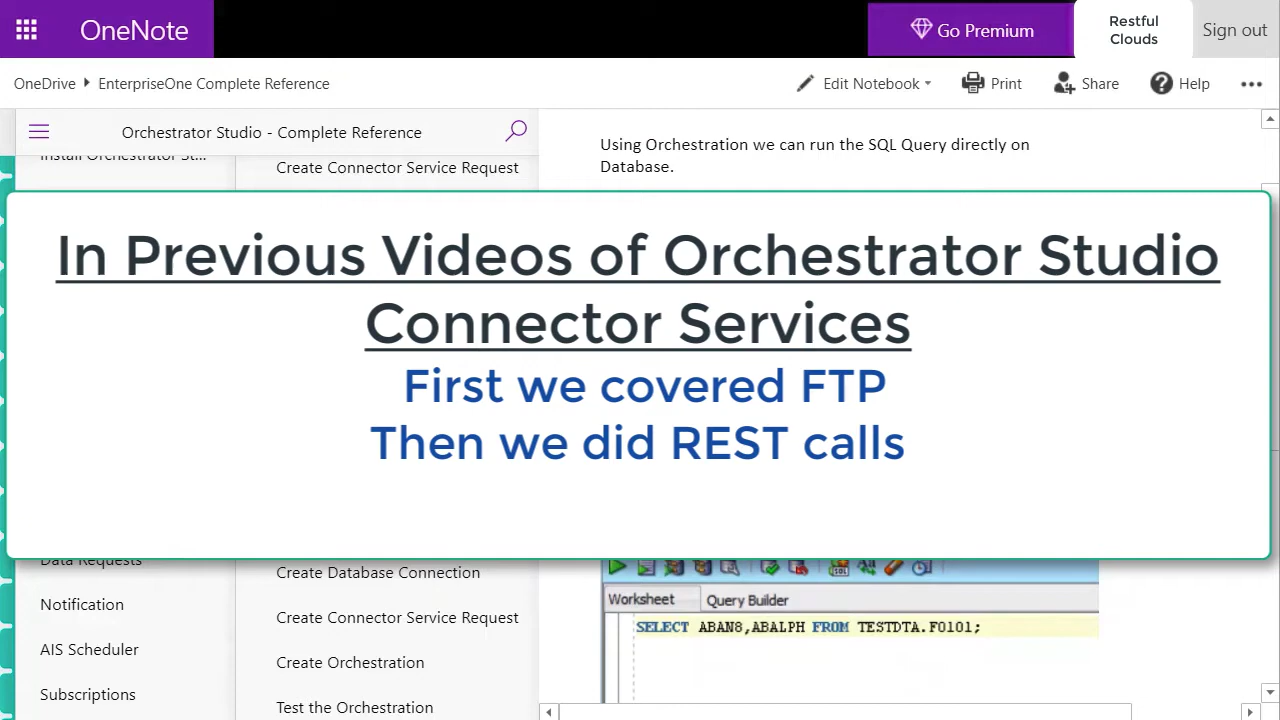 OneNote
Go Premium
Restful
Clouds
Sign out
OneDrive
EnterpriseOne Complete Reference
Edit Notebook
Print
Share
Help
Orchestrator Studio - Complete Reference
Install Orchestrator St...
Create Connector Service Request
Using Orchestration we can run the SQL Query directly on
Database.
In Previous Videos of Orchestrator Studio
Connector Services
First we covered FTP
Then we did REST calls
Data Requests
Notification
AIS Scheduler
Subscriptions
Create Database Connection
Create Connector Service Request
Create Orchestration
Test the Orchestration
Worksheet
Query Builder
SELECT ABAN8,ABALPH FROM TESTDTA.F0101;